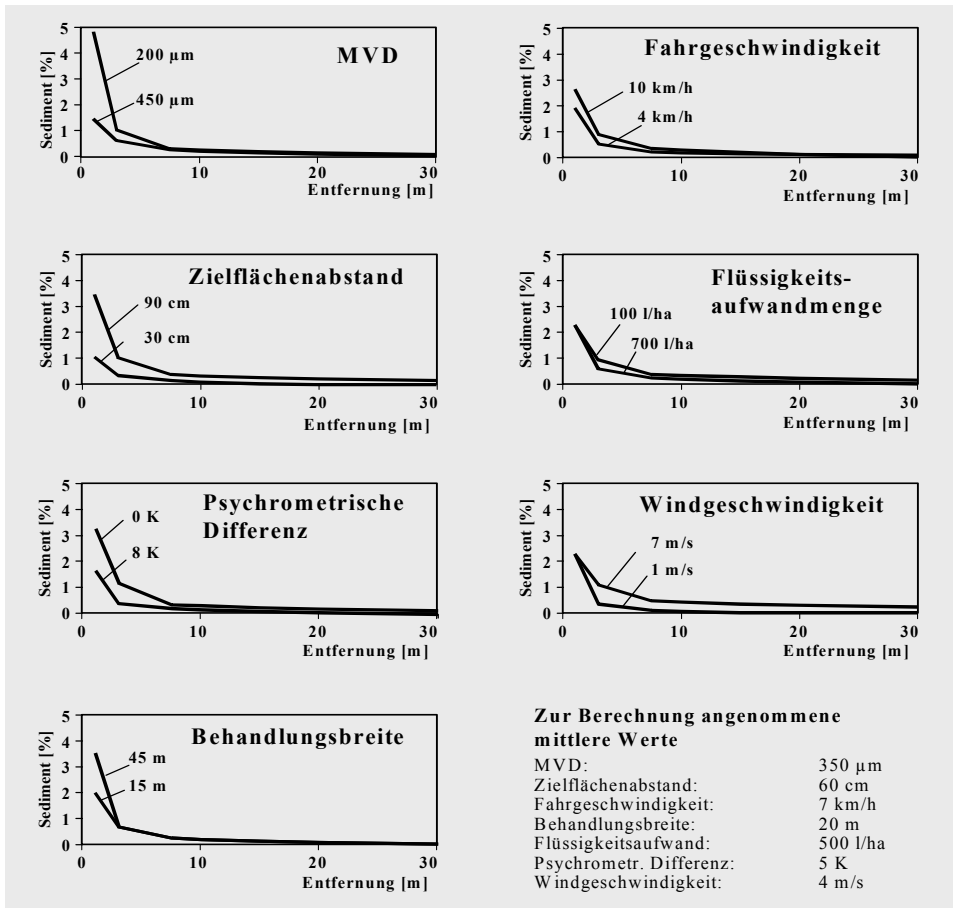 MVD
Sediment [%]
5
4
3
2
1
0
200 µm
450 µm
0 10 20 30
Entfernung [m]
Fahrgeschwindigkeit
Sediment [%]
5
4
3
2
1
0
10 km/h
4 km/h
0 10 20 30
Entfernung [m]
Zielflächenabstand
Sediment [%]
5
4
3
2
1
0
90 cm
30 cm
0 10 20 30
Entfernung [m]
Flüssigkeits-
aufwandmenge
Sediment [%]
5
4
3
2
1
0
100 l/ha
700 l/ha
0 10 20 30
Entfernung [m]
Psychrometrische
Differenz
Sediment [%]
5
4
3
2
1
0
0 K
8 K
0 10 20 30
Entfernung [m]
Windgeschwindigkeit
Sediment [%]
5
4
3
2
1
0
7 m/s
1 m/s
0 10 20 30
Entfernung [m]
Behandlungsbreite
Sediment [%]
5
4
3
2
1
0
45 m
15 m
0 10 20 30
Entfernung [m]
Zur Berechnung angenommene
mittlere Werte
MVD: 350 µm
Zielflächenabstand: 60 cm
Fahrgeschwindigkeit: 7 km/h
Behandlungsbreite: 20 m
Flüssigkeitsaufwand: 500 l/ha
Psychrometr. Differenz: 5 K
Windgeschwindigkeit: 4 m/s